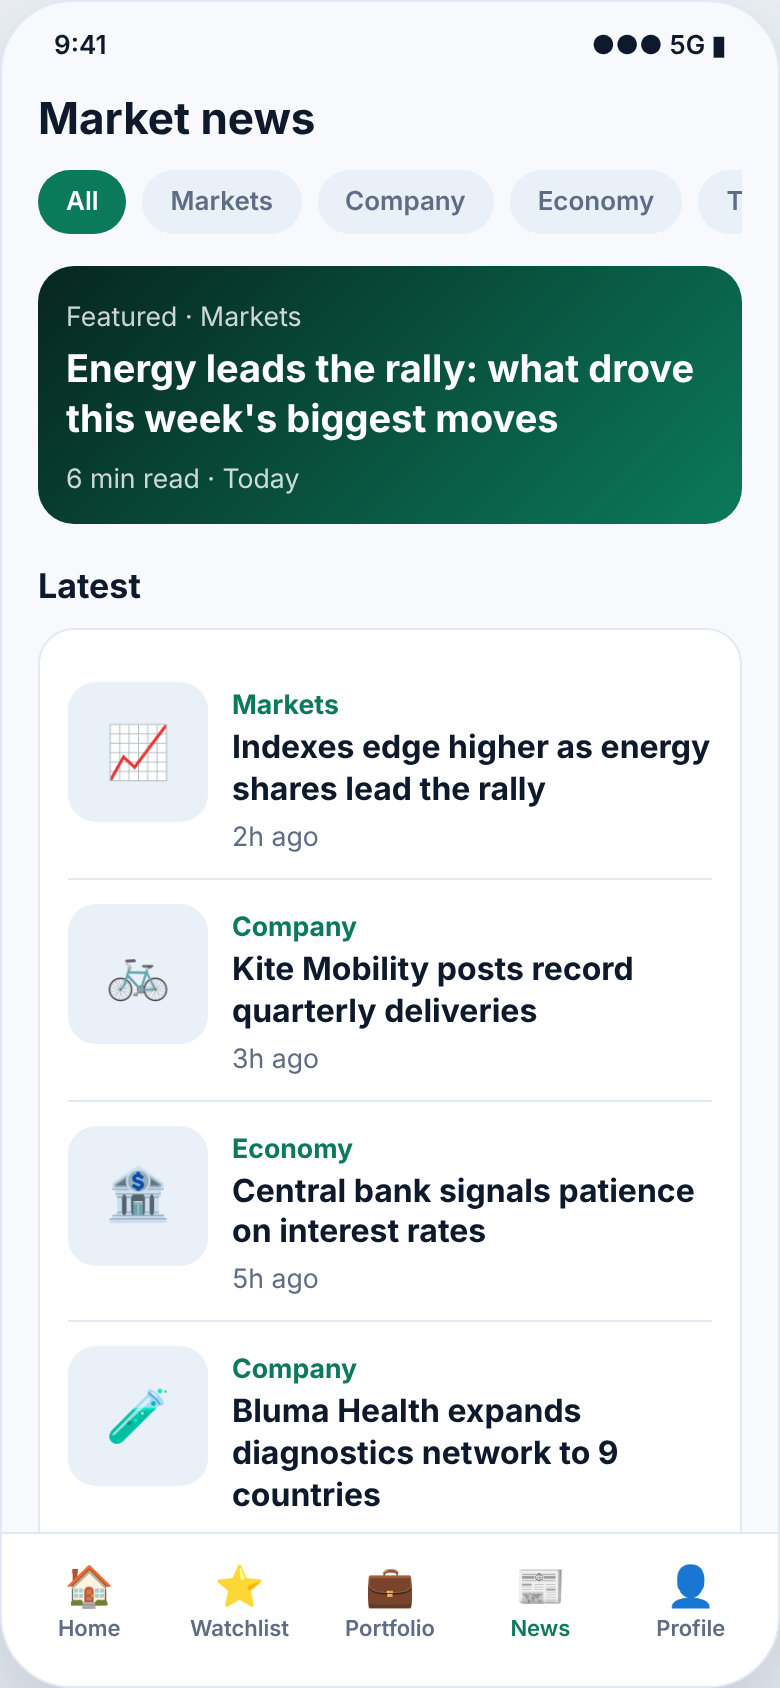 9:41
5G
Market news
All
Markets
Company
Economy
T
Featured · Markets
Energy leads the rally: what drove
this week's biggest moves
6 min read · Today
Latest
Markets
Indexes edge higher as energy
shares lead the rally
2h ago
Company
Kite Mobility posts record
quarterly deliveries
3h ago
Economy
Central bank signals patience
on interest rates
5h ago
Company
Bluma Health expands
diagnostics network to 9
countries
Home
Watchlist
Portfolio
News
Profile